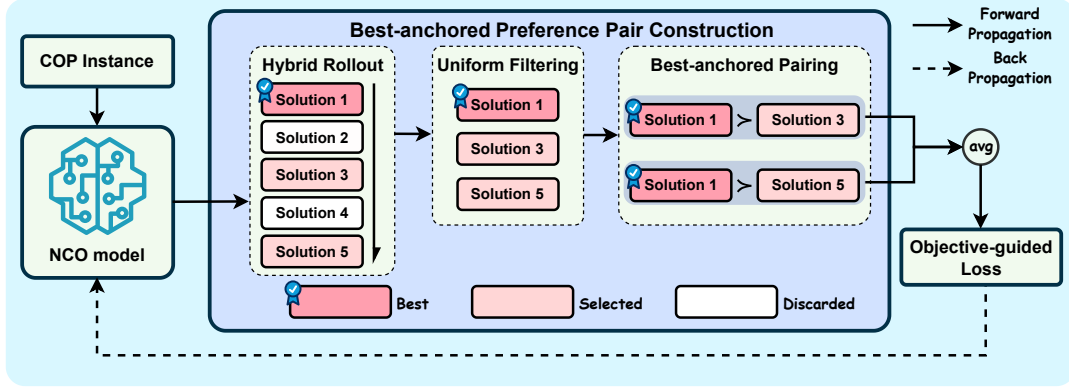 COP Instance
NCO model
Best-anchored Preference Pair Construction
Hybrid Rollout
Solution 1
Solution 2
Solution 3
Solution 4
Solution 5
Uniform Filtering
Solution 1
Solution 3
Solution 5
Best-anchored Pairing
Solution 1 ≻ Solution 3
Solution 1 ≻ Solution 5
Best
Selected
Discarded
Forward
Propagation
Back
Propagation
avg
Objective-guided
Loss